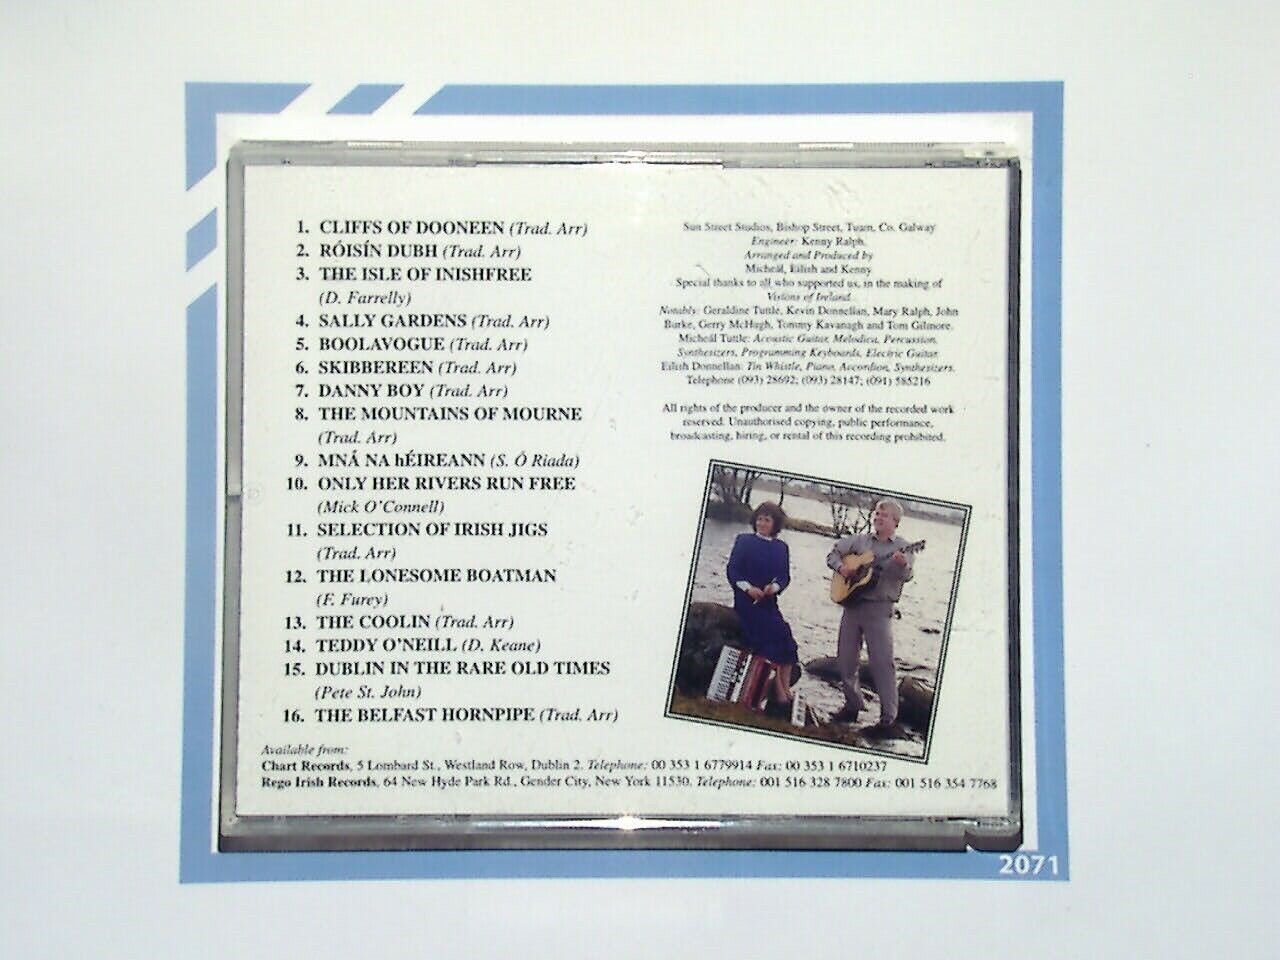 1. CLIFFS OF DOONEEN (Trad. Arr)
2. RÓISÍN DUBH (Trad. Arr)
3. THE ISLE OF INISHFREE
(D. Farrelly)
4. SALLY GARDENS (Trad. Arr)
5. BOOLAVOGUE (Trad. Arr)
6. SKIBBEREEN (Trad. Arr)
7. DANNY BOY (Trad. Arr)
8. THE MOUNTAINS OF MOURNE
(Trad. Arr)
9. MNÁ NA hÉIREANN (S. Ó Riada)
10. ONLY HER RIVERS RUN FREE
(Mick O'Connell)
11. SELECTION OF IRISH JIGS
(Trad. Arr)
12. THE LONESOME BOATMAN
(F. Furey)
13. THE COOLIN (Trad. Arr)
14. TEDDY O'NEILL (D. Keane)
15. DUBLIN IN THE RARE OLD TIMES
(Pete St. John)
16. THE BELFAST HORNPIPE (Trad. Arr)
Sun Street Studios, Bishop Street, Tuam, Co. Galway
Engineer: Kenny Ralph.
Arranged and Produced by
Micheál, Eilish and Kenny
Special thanks to all who supported us, in the making of
Visions of Ireland
Notably: Geraldine Tuttle, Kevin Donnellan, Mary Ralph, John
Burke, Gerry McHugh, Tommy Kavanagh and Tom Gilmore.
Micheál Tuttle: Acoustic Guitar, Melodica, Percussion,
Synthesizers, Programming Keyboards, Electric Guitar.
Eilish Donnellan: Tin Whistle, Piano, Accordion, Synthesizers.
Telephone (093) 28692; (093) 28147; (091) 585216
All rights of the producer and the owner of the recorded work
reserved. Unauthorised copying, public performance,
broadcasting, hiring, or rental of this recording prohibited.
Available from:
Chart Records, 5 Lombard St., Westland Row, Dublin 2. Telephone: 00 353 1 6779914 Fax: 00 353 1 6710237
Rego Irish Records, 64 New Hyde Park Rd., Gender City, New York 11530. Telephone: 001 516 328 7800 Fax: 001 516 354 7768
2071